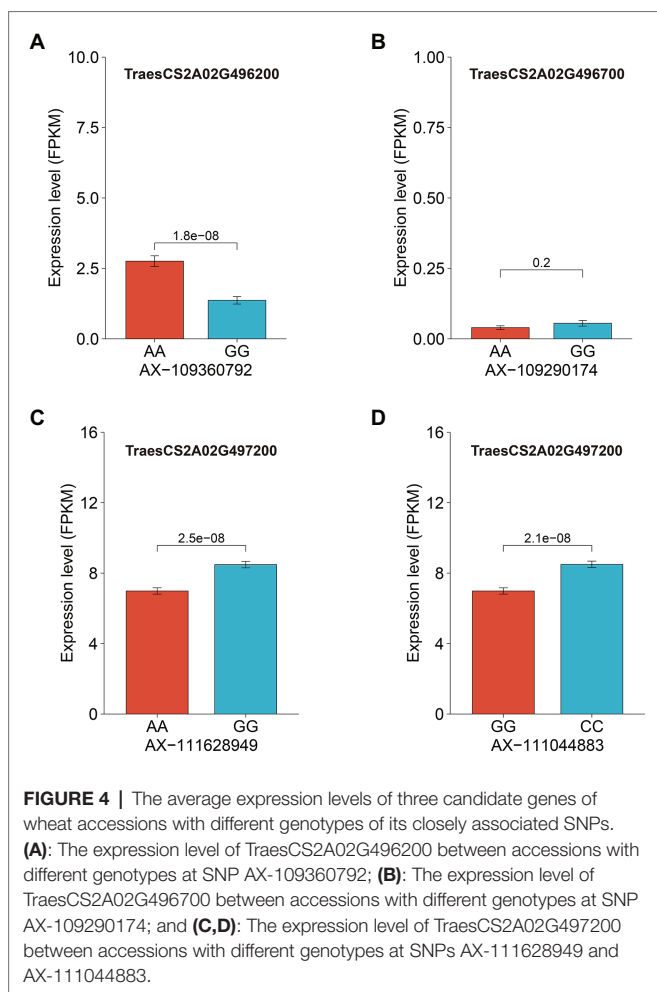 A
TraesCS2A02G496200
Expression level (FPKM)
10.0
7.5
5.0
2.5
0.0
1.8e−08
AA GG
AX−109360792
B
TraesCS2A02G496700
Expression level (FPKM)
1.00
0.75
0.50
0.25
0.00
0.2
AA GG
AX−109290174
C
TraesCS2A02G497200
Expression level (FPKM)
16
12
8
4
0
2.5e−08
AA GG
AX−111628949
D
TraesCS2A02G497200
Expression level (FPKM)
16
12
8
4
0
2.1e−08
GG CC
AX−111044883
FIGURE 4 | The average expression levels of three candidate genes of
wheat accessions with different genotypes of its closely associated SNPs.
(A): The expression level of TraesCS2A02G496200 between accessions with
different genotypes at SNP AX-109360792; (B): The expression level of
TraesCS2A02G496700 between accessions with different genotypes at SNP
AX-109290174; and (C,D): The expression level of TraesCS2A02G497200
between accessions with different genotypes at SNPs AX-111628949 and
AX-111044883.